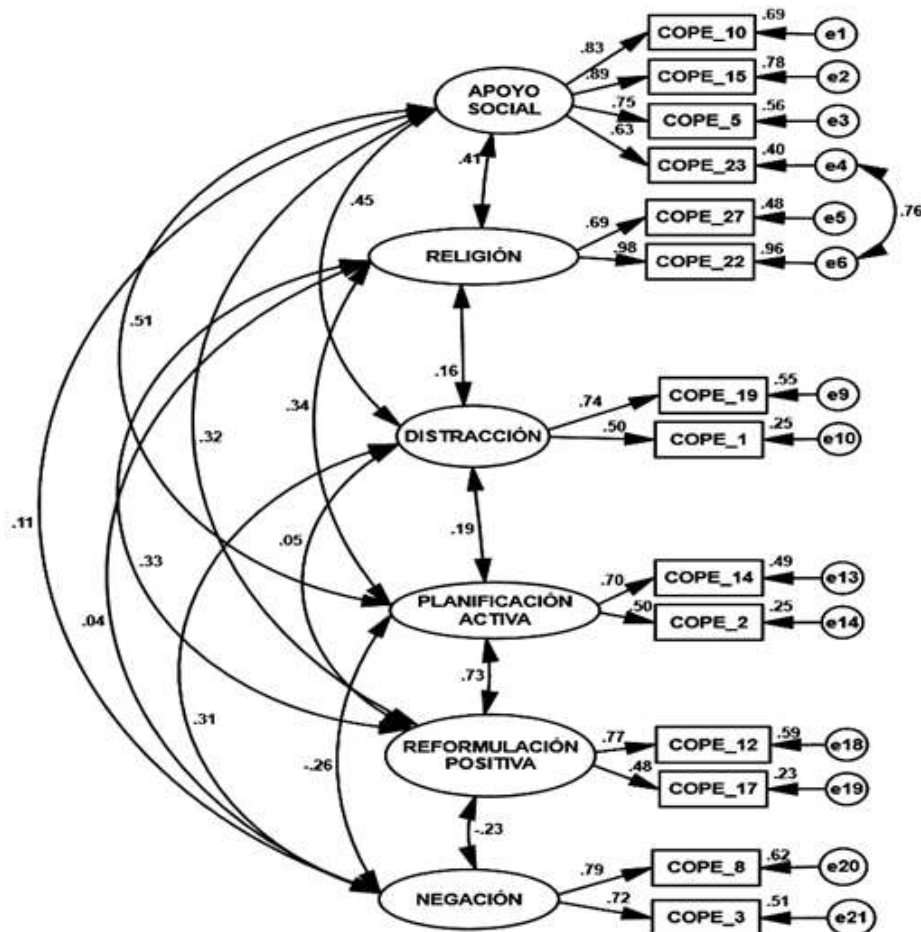 .69
COPE_10
e1
.83
.78
COPE_15
e2
.89
APOYO
SOCIAL
.75
.56
COPE_5
e3
.63
.40
COPE_23
e4
.41
.76
.45
.48
COPE_27
e5
.69
RELIGIÓN
.98
.96
COPE_22
e6
.51
.16
.34
.32
.55
COPE_19
e9
.74
DISTRACCIÓN
.50
.25
COPE_1
e10
.11
.19
.05
.33
.49
COPE_14
e13
.70
PLANIFICACIÓN
ACTIVA
.50
.25
COPE_2
e14
.04
.73
.31
-.26
.59
COPE_12
e18
.77
REFORMULACIÓN
POSITIVA
.48
.23
COPE_17
e19
-.23
.62
COPE_8
e20
.79
NEGACIÓN
.72
.51
COPE_3
e21